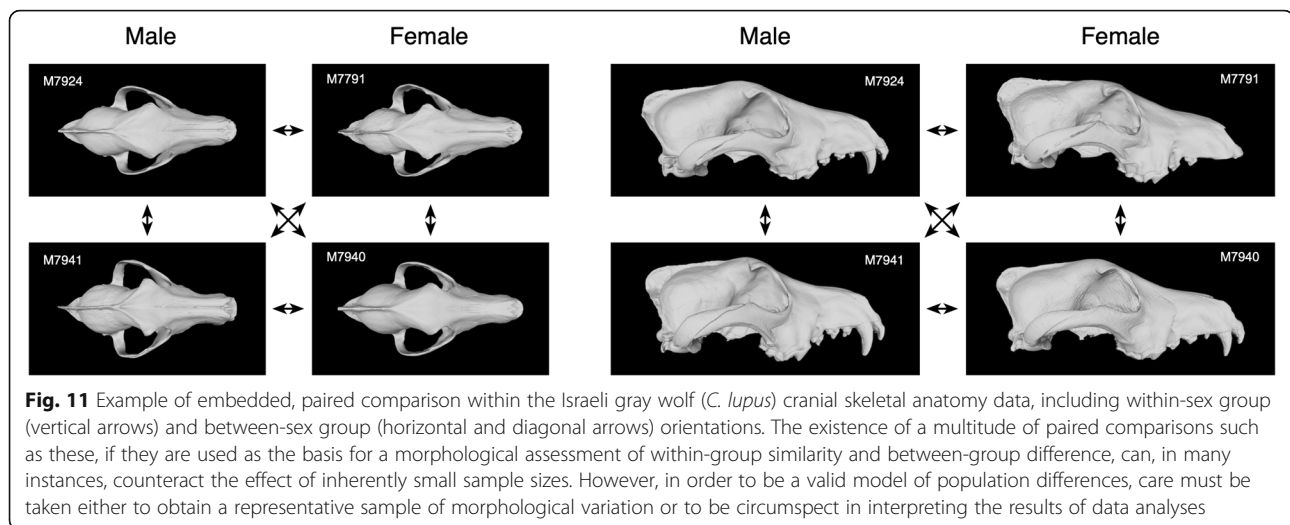 Male Female Male Female
M7924 M7791 M7924 M7791
M7941 M7940 M7941 M7940
Fig. 11 Example of embedded, paired comparison within the Israeli gray wolf (C. lupus) cranial skeletal anatomy data, including within-sex group
(vertical arrows) and between-sex group (horizontal and diagonal arrows) orientations. The existence of a multitude of paired comparisons such
as these, if they are used as the basis for a morphological assessment of within-group similarity and between-group difference, can, in many
instances, counteract the effect of inherently small sample sizes. However, in order to be a valid model of population differences, care must be
taken either to obtain a representative sample of morphological variation or to be circumspect in interpreting the results of data analyses